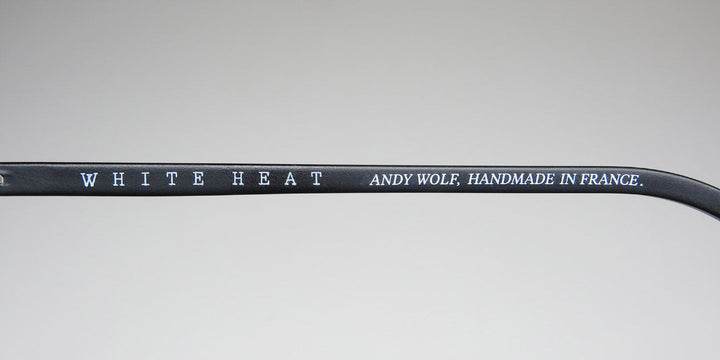 WHITE HEAT ANDY WOLF, HANDMADE IN FRANCE.